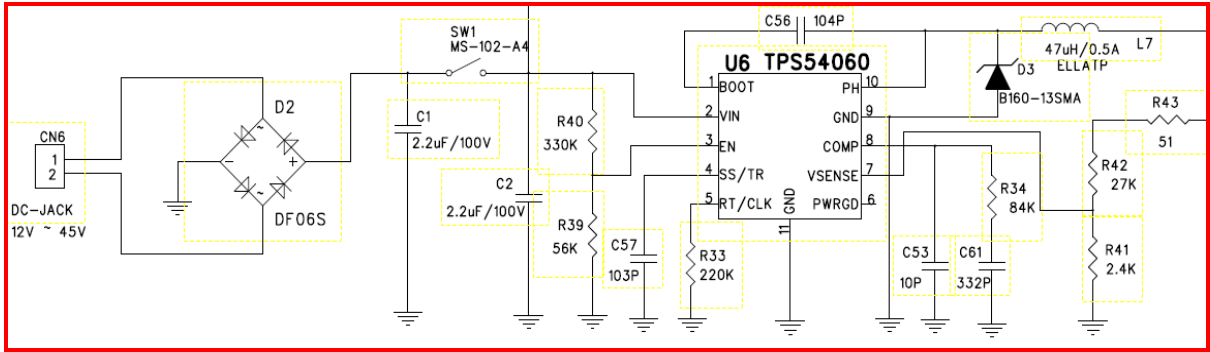 C56 104P
SW1
MS-102-A4
47uH/0.5A L7
ELLATP
U6 TPS54060
D3
B160-13SMA
1 BOOT PH 10
2 VIN GND 9
3 EN COMP 8
4 SS/TR VSENSE 7
5 RT/CLK PWRGD 6
GND
11
D2
~
- +
~
DF06S
CN6
1
2
DC-JACK
12V ~ 45V
C1
2.2uF/100V
C2
2.2uF/100V
R40
330K
R39
56K
C57
103P
R33
220K
C53
10P
C61
332P
R34
84K
R43
51
R42
27K
R41
2.4K